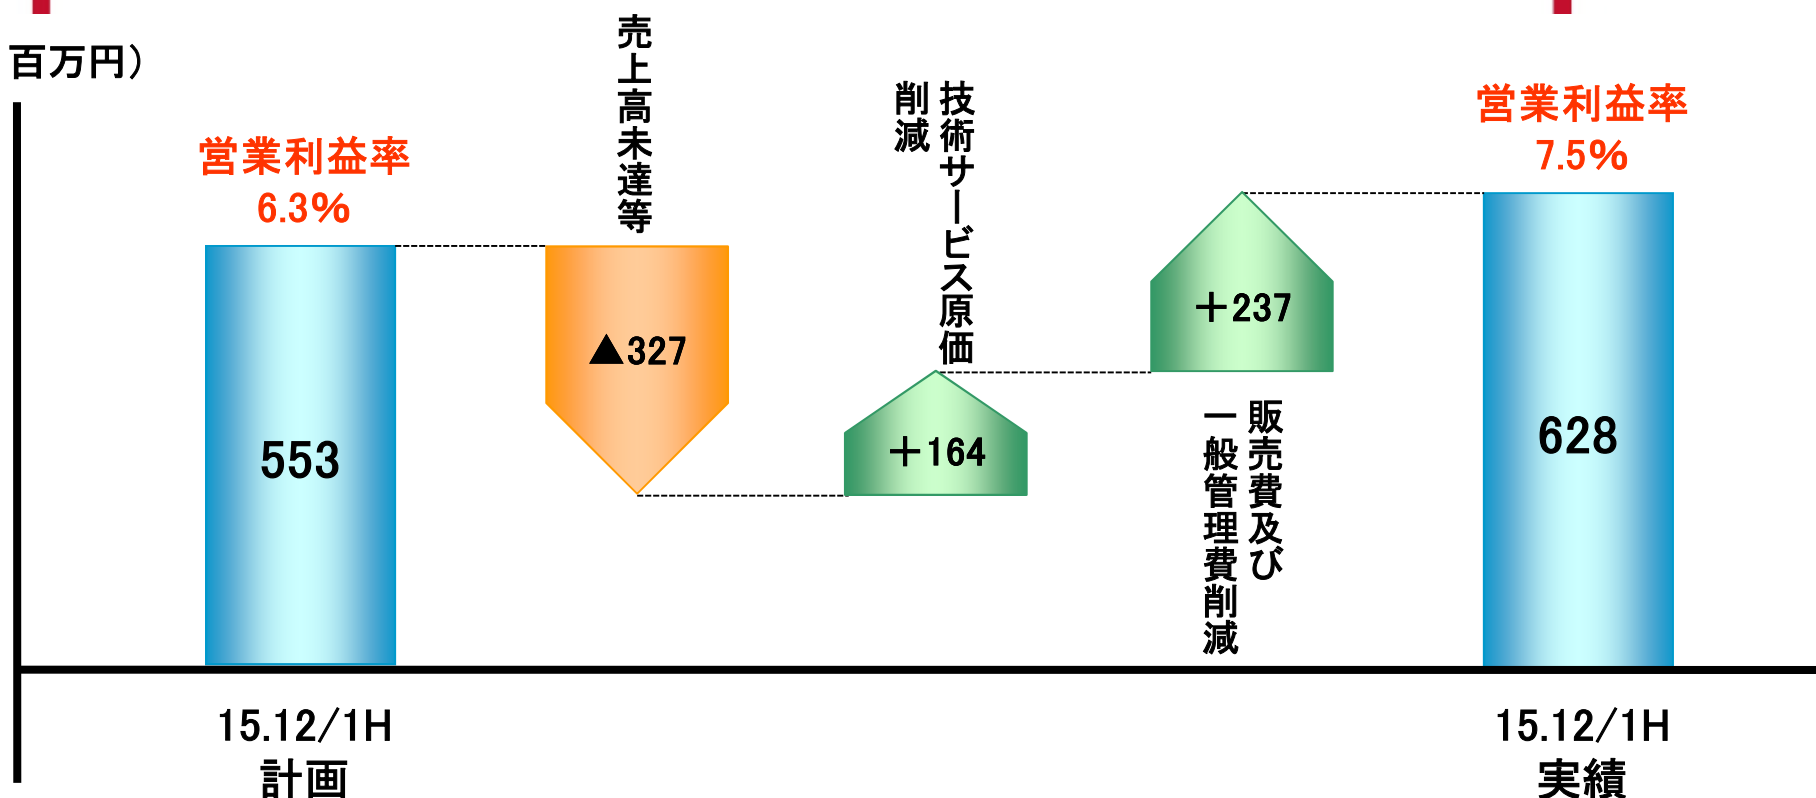 百万円）
営業利益率
6.3%
553
売上高未達等
▲327
技術サービス原価
削減
＋164
＋237
販売費及び
一般管理費削減
営業利益率
7.5%
628
15.12/1H
計画
15.12/1H
実績